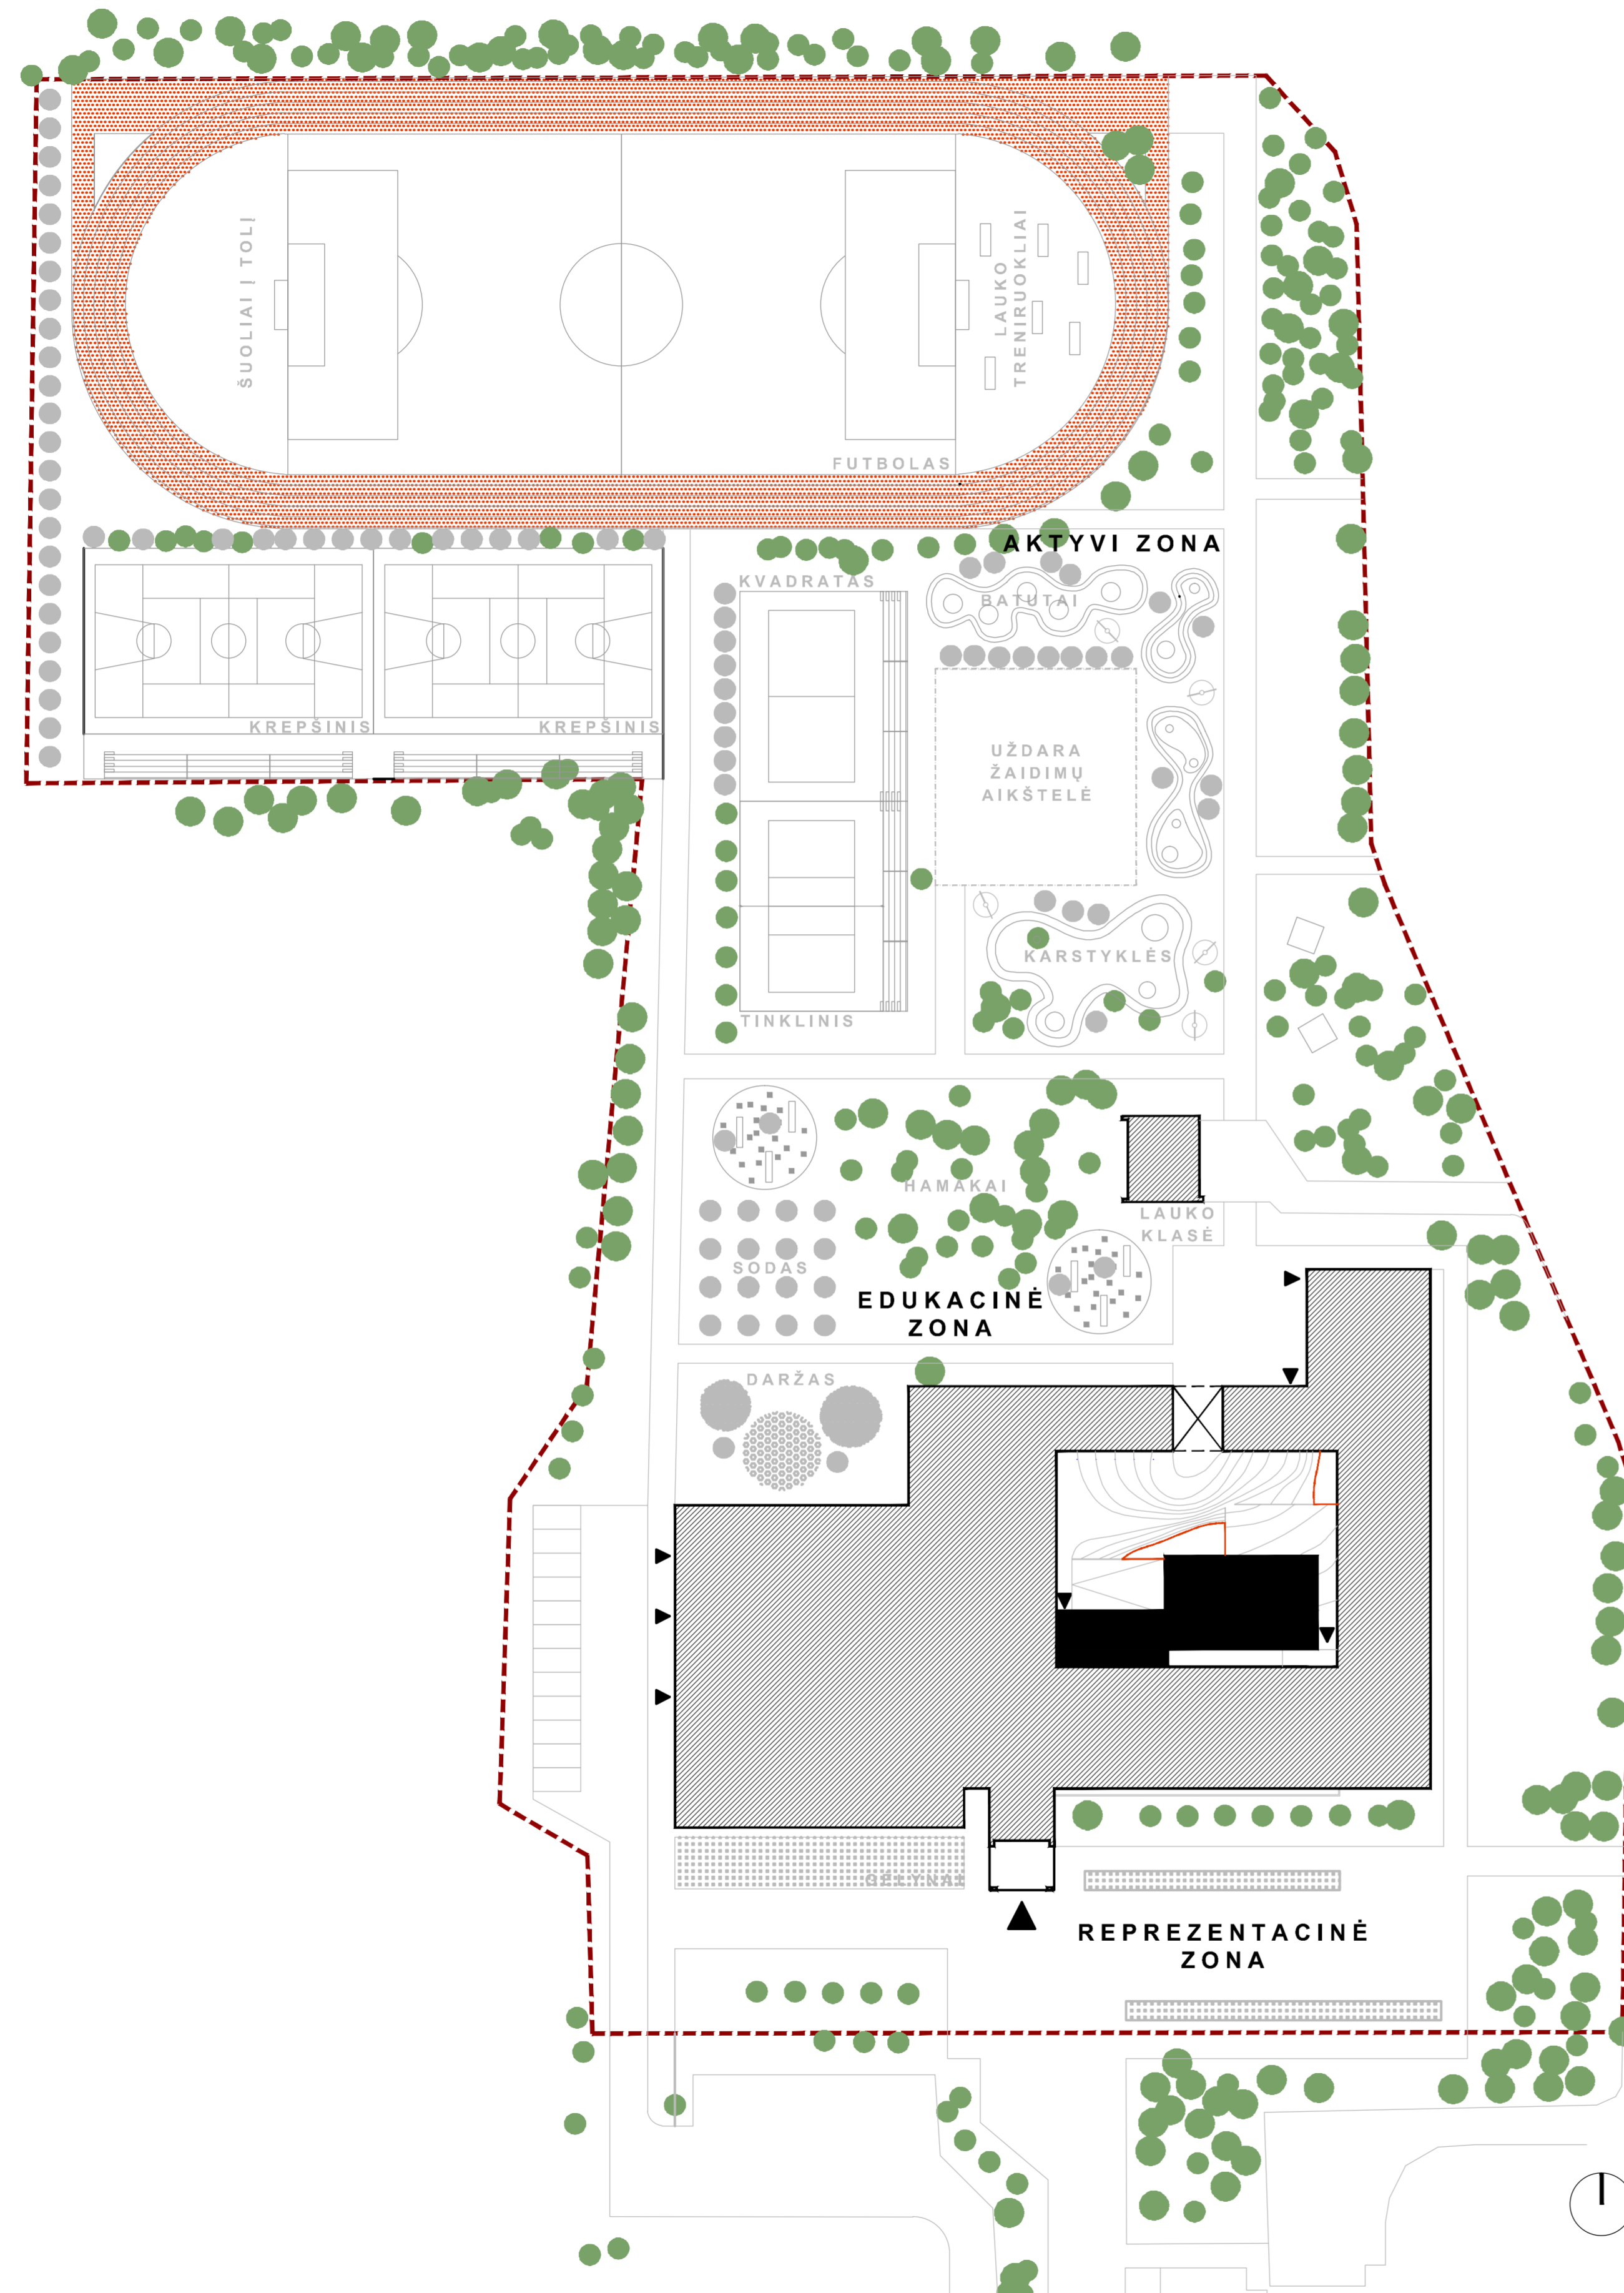 ŠUOLIAI Į TOLĮ
LAUKO
TRENIRUOKLIAI
FUTBOLAS
AKTYVI ZONA
KVADRATAS
BATUTAI
KREPŠINIS
KREPŠINIS
UŽDARA
ŽAIDIMŲ
AIKŠTELĖ
KARSTYKLĖS
TINKLINIS
HAMAKAI
LAUKO
KLASĖ
SODAS
EDUKACINĖ
ZONA
DARŽAS
GĖLYNAI
REPREZENTACINĖ
ZONA